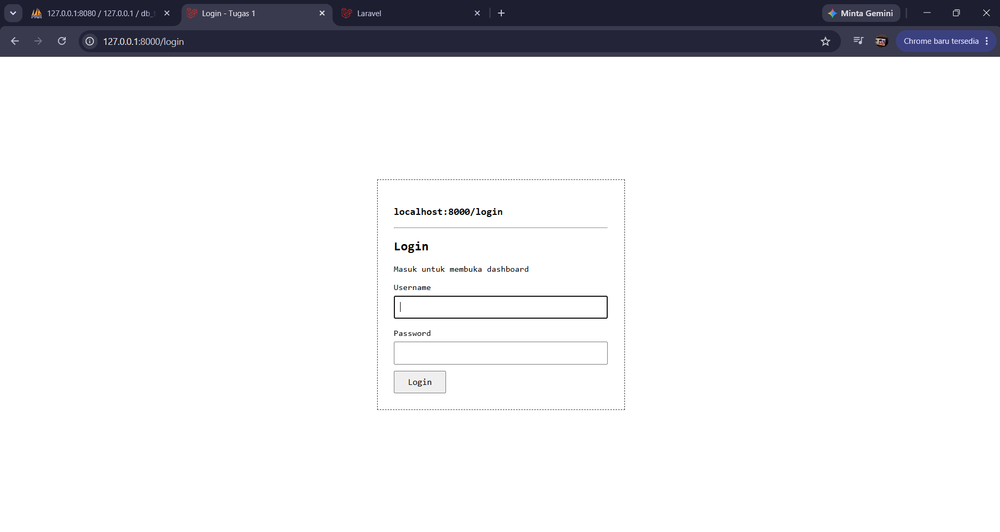 127.0.0.1:8080 / 127.0.0.1 / db_t
Login - Tugas 1
Laravel
Minta Gemini
127.0.0.1:8000/login
Chrome baru tersedia
localhost:8000/login
Login
Masuk untuk membuka dashboard
Username
Password
Login